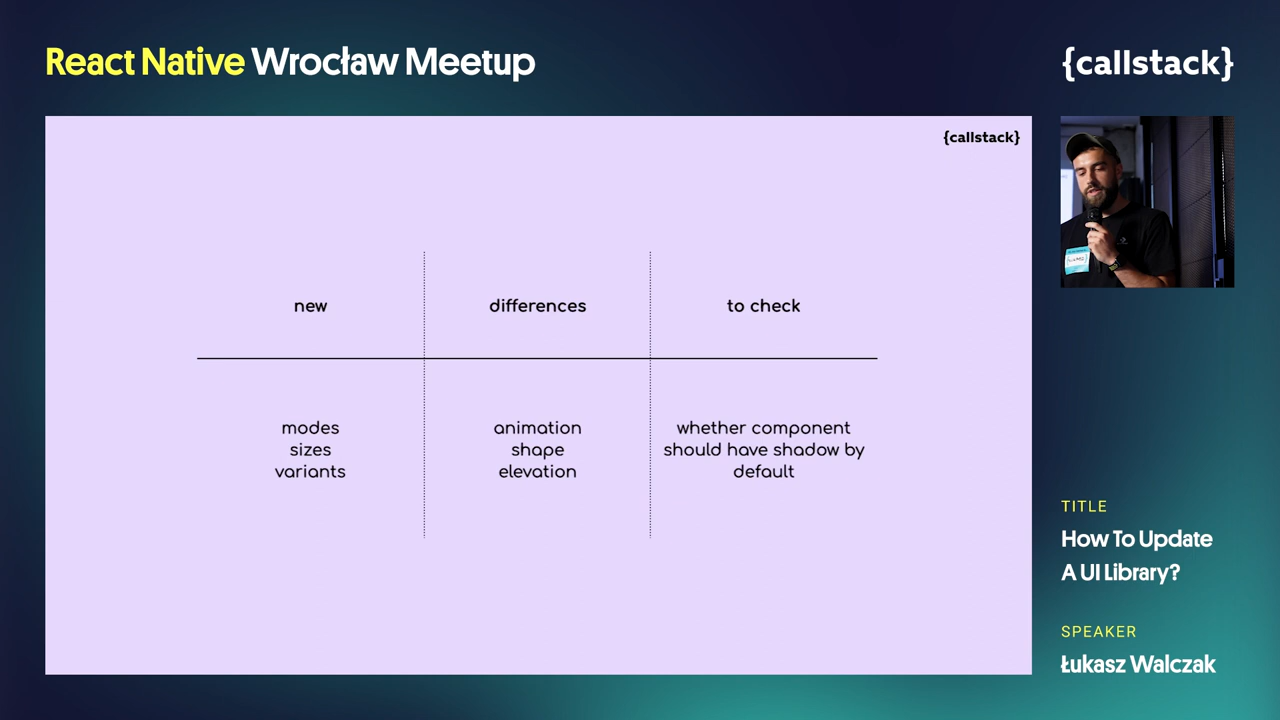 React Native Wrocław Meetup
{callstack}
{callstack}
new
differences
to check
modes
sizes
variants
animation
shape
elevation
whether component
should have shadow by
default
TITLE
How To Update
A UI Library?
SPEAKER
Łukasz Walczak